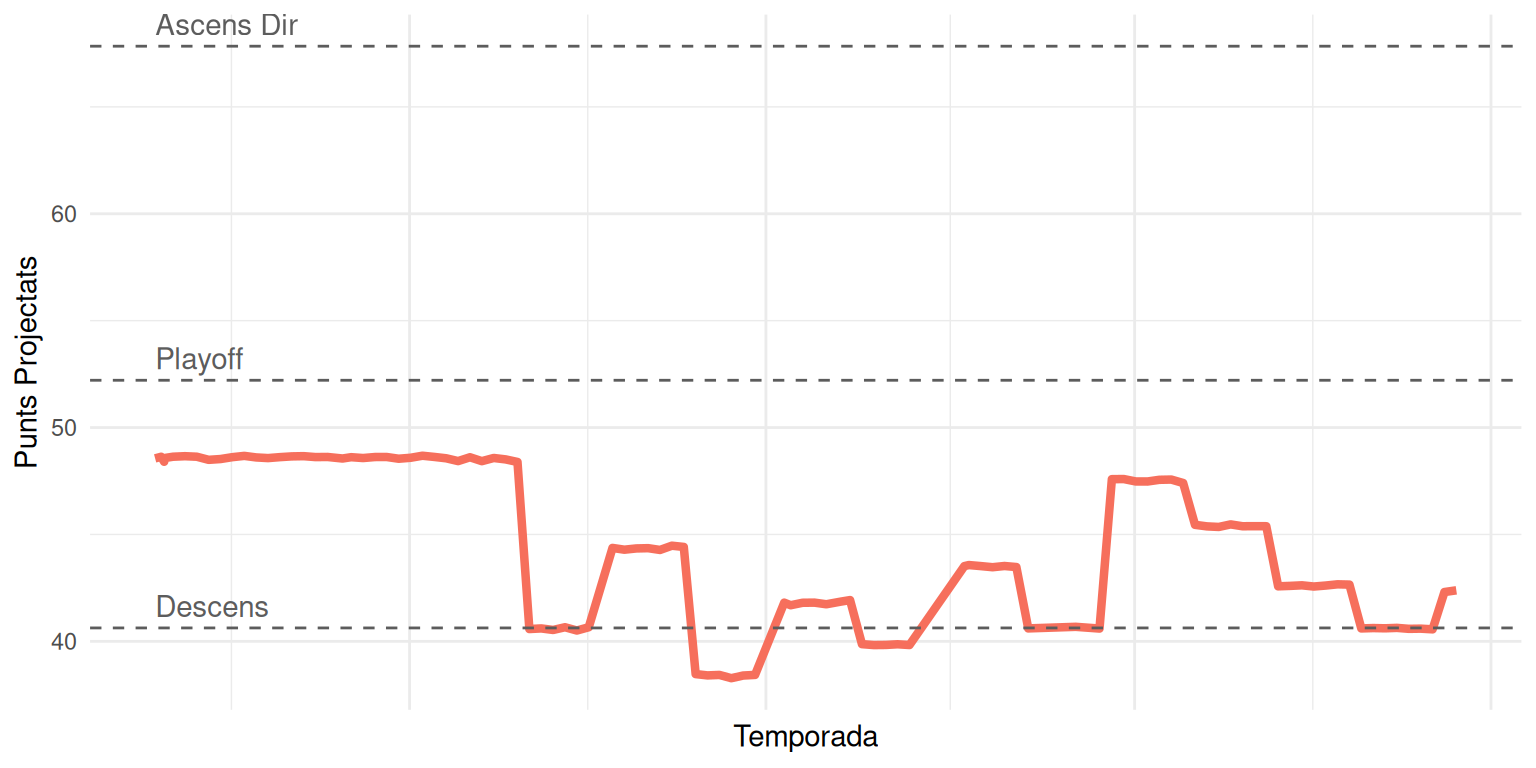 Ascens Dir
60
Playoff
50
Descens
40
Punts Projectats
Temporada